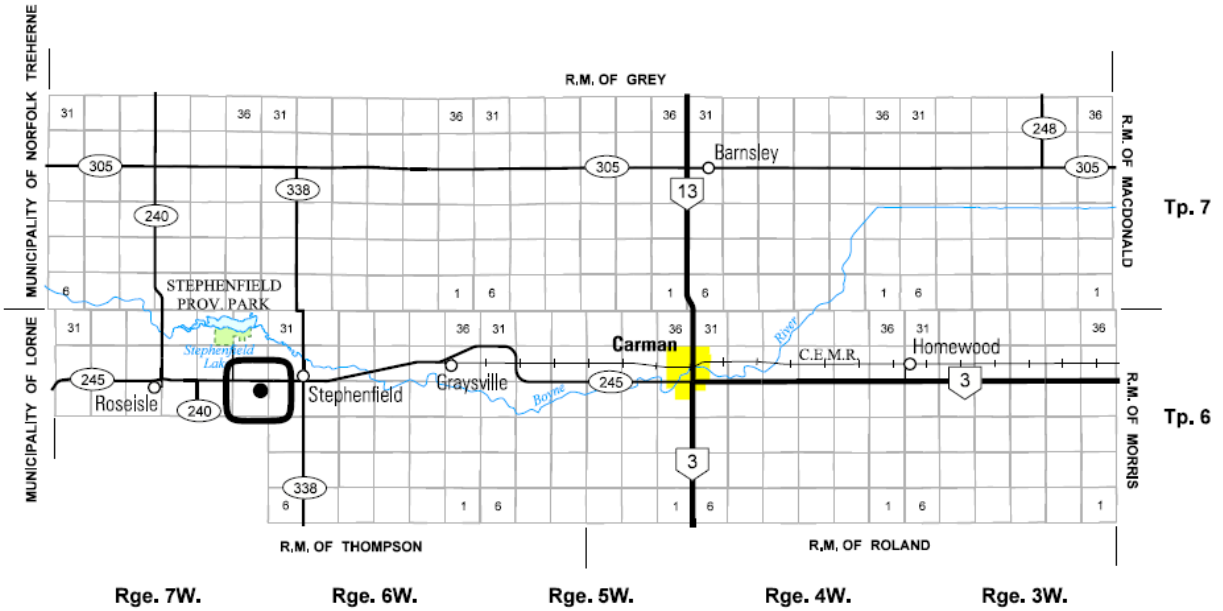 R.M. OF GREY
MUNICIPALITY OF NORFOLK TREHERNE
31
36
31
36
31
36
31
36
31
36
248
R.M. OF MACDONALD
305
305
Barnsley
305
338
13
240
Tp. 7
6
STEPHENFIELD
PROV. PARK
1
6
1
6
1
6
1
MUNICIPALITY OF LORNE
31
31
36
31
36
31
36
31
36
Stephenfield
Lake
Carman
River
C.E.M.R.
Homewood
245
Roseisle
240
Stephenfield
Graysville
Boyne
245
3
R.M. OF MORRIS
Tp. 6
3
338
6
1
6
1
6
1
6
1
R.M. OF THOMPSON
R.M. OF ROLAND
Rge. 7W.
Rge. 6W.
Rge. 5W.
Rge. 4W.
Rge. 3W.